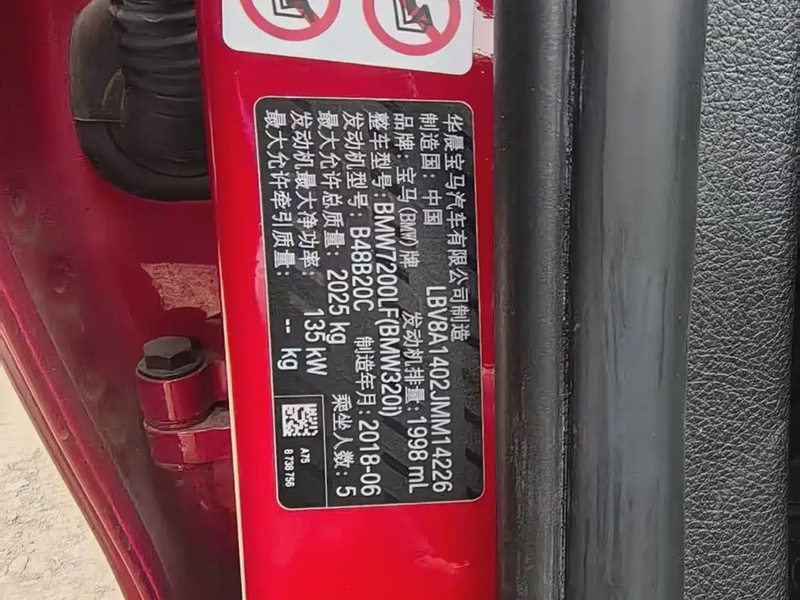 华晨宝马汽车有限公司制造
制造国: 中国 LBV8A1402JMM14226
品牌: 宝马(BMW)牌 发动机排量: 1998 mL
整车型号: BMW7200LF(BMW320i)
发动机型号: B48B20C 制造年月: 2018-06
最大允许总质量: 2025 kg 乘坐人数: 5
发动机最大净功率: 135 kW
最大允许牵引质量: -- kg
A75
8 738 756